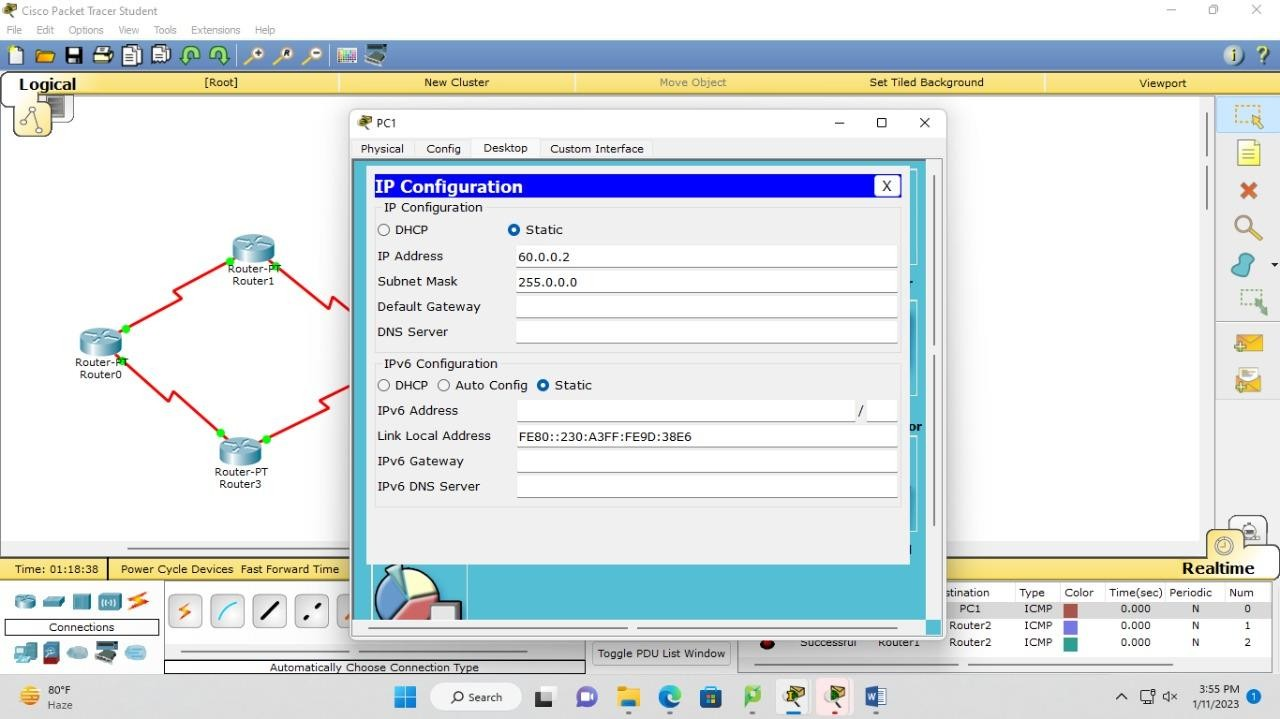 Cisco Packet Tracer Student
File Edit Options View Tools Extensions Help
Logical [Root] New Cluster Move Object Set Tiled Background Viewport
PC1
Physical Config Desktop Custom Interface
IP Configuration X
IP Configuration
DHCP Static
IP Address 60.0.0.2
Subnet Mask 255.0.0.0
Default Gateway
DNS Server
IPv6 Configuration
DHCP Auto Config Static
IPv6 Address /
Link Local Address FE80::230:A3FF:FE9D:38E6
IPv6 Gateway
IPv6 DNS Server
Router-PT
Router1
Router-PT
Router0
Router-PT
Router3
r
or
Time: 01:18:38 Power Cycle Devices Fast Forward Time
Realtime
Connections
Automatically Choose Connection Type
Toggle PDU List Window
stination Type Color Time(sec) Periodic Num
PC1 ICMP 0.000 N 0
Router2 ICMP 0.000 N 1
Successful Router1 Router2 ICMP 0.000 N 2
80°F
Haze
Search
3:55 PM
1/11/2023
1